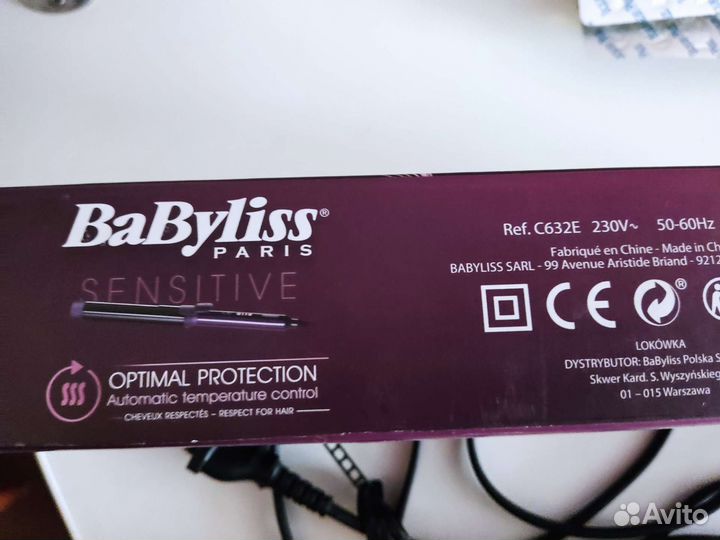 BaByliss®
PARIS
SENSITIVE
OPTIMAL PROTECTION
Automatic temperature control
CHEVEUX RESPECTÉS – RESPECT FOR HAIR
Ref. C632E 230V~ 50-60Hz
Fabriqué en Chine - Made in Ch
BABYLISS SARL - 99 Avenue Aristide Briand - 9212
CE
LOKÓWKA
DYSTRYBUTOR: BaByliss Polska S
Skwer Kard. S. Wyszyńskieg
01 – 015 Warszawa
Avito